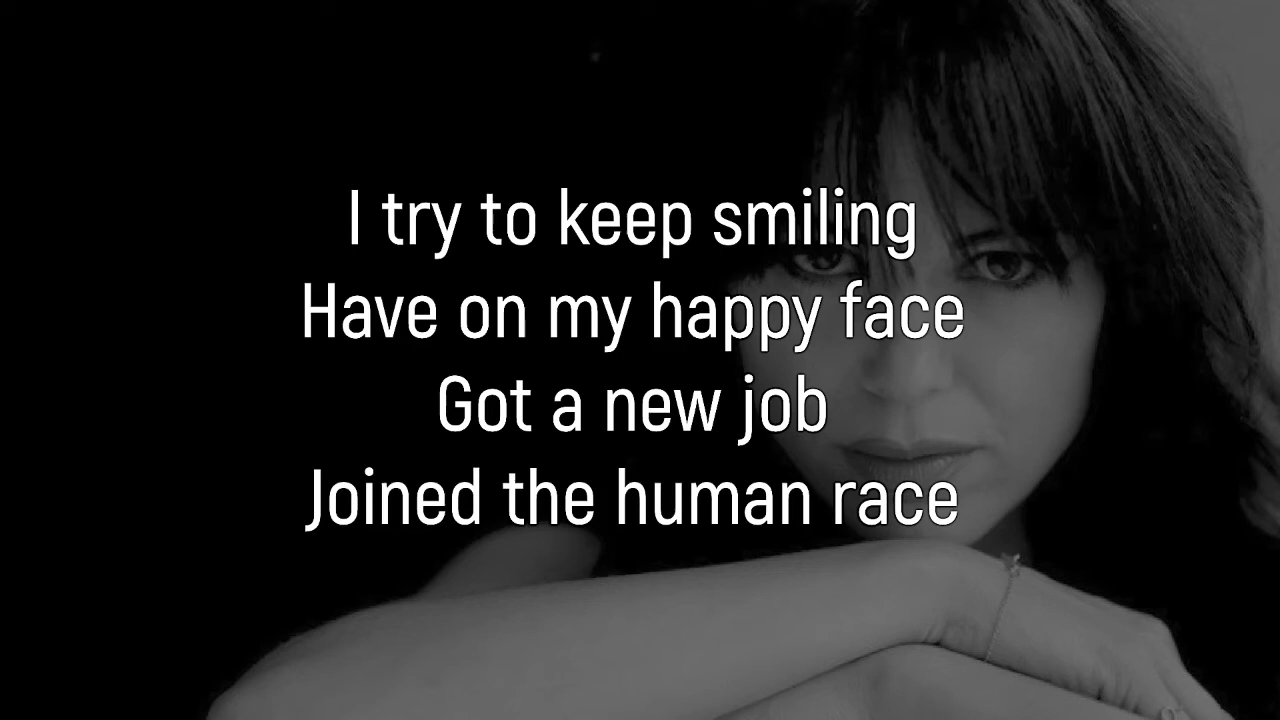 I try to keep smiling
Have on my happy face
Got a new job
Joined the human race